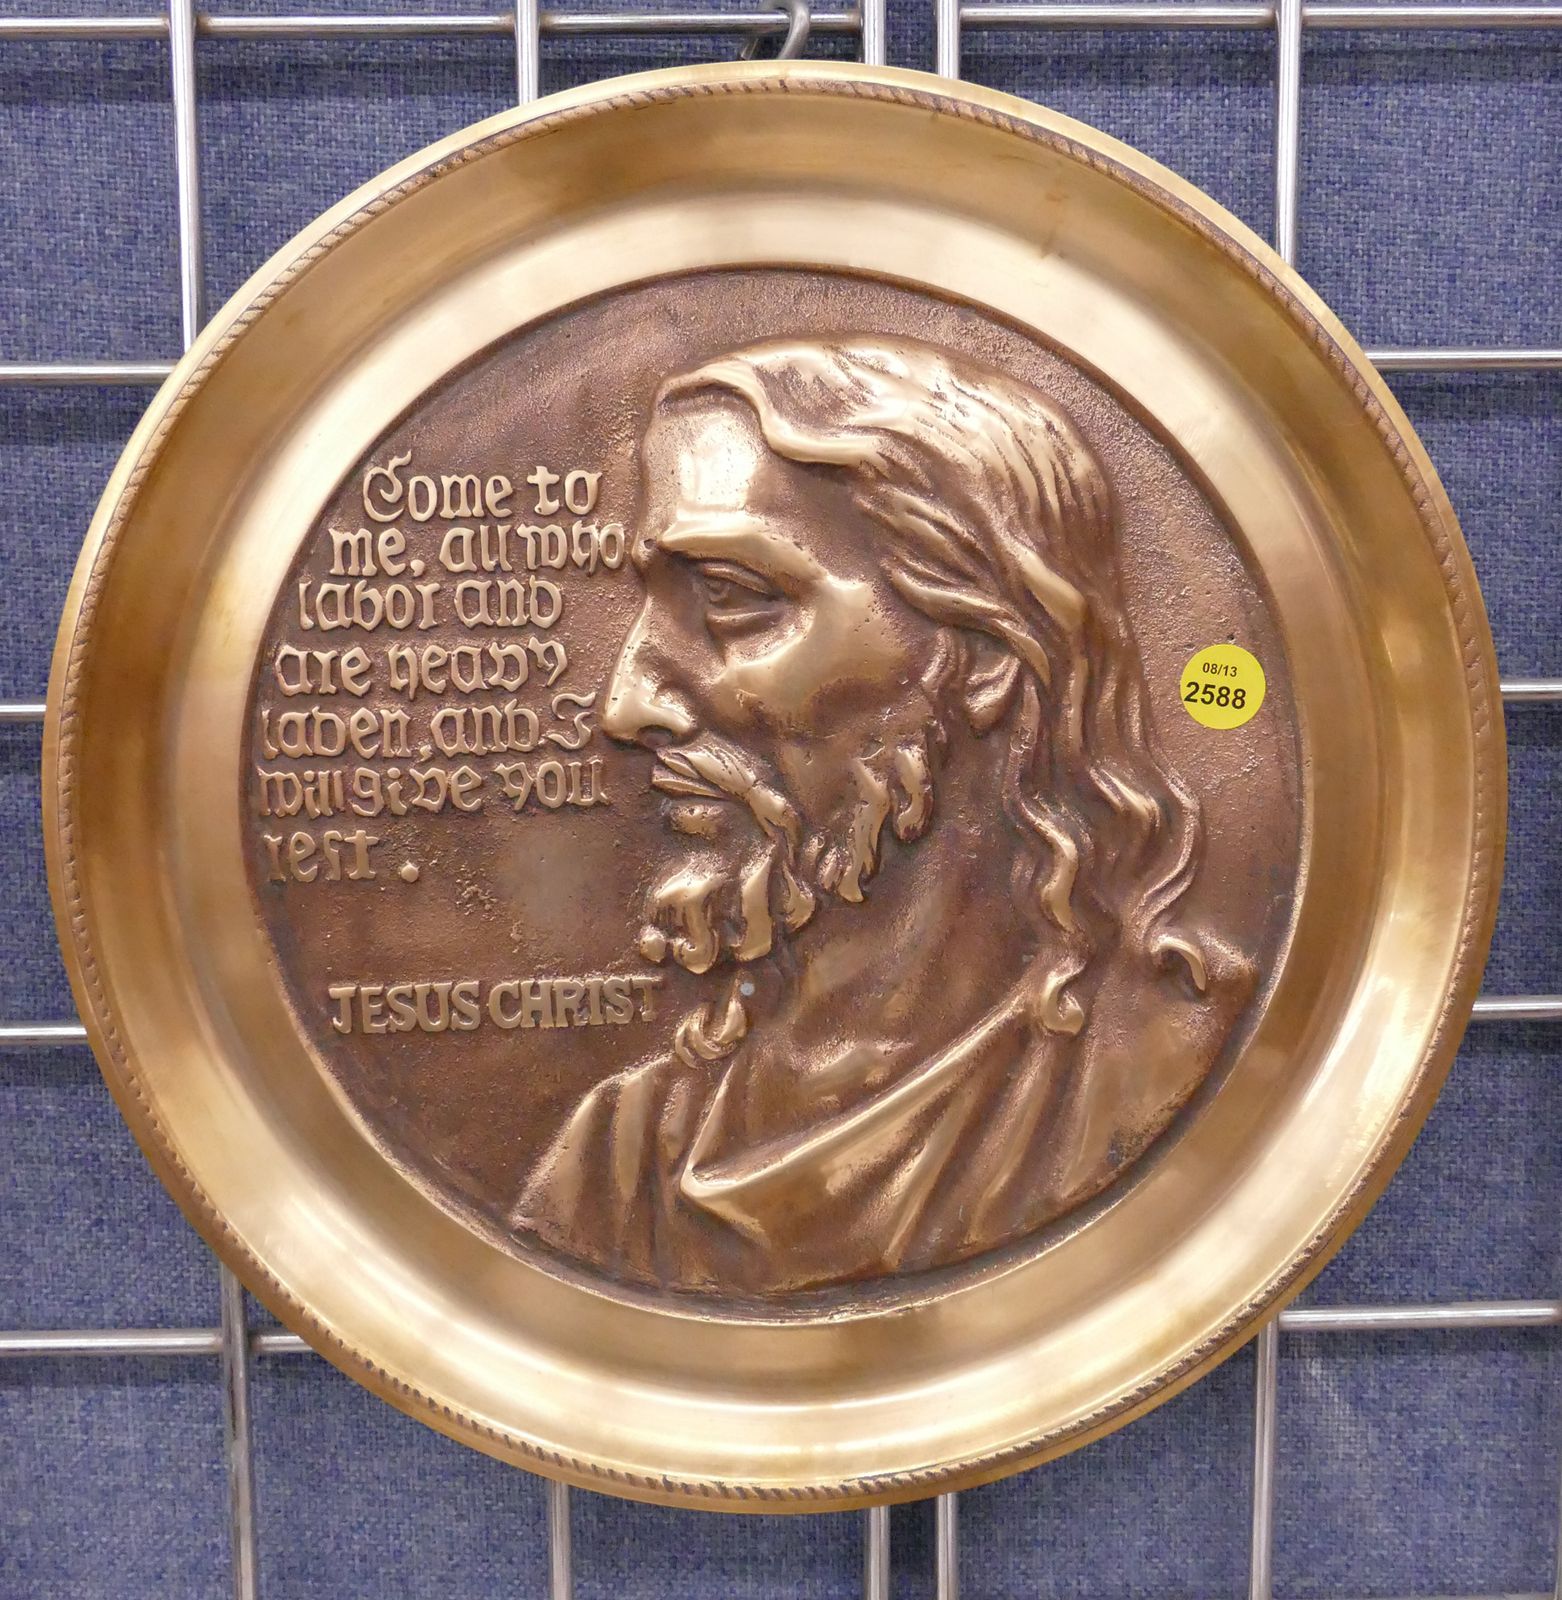 Come to
me, all who
labor and
are heavy
laden, and I
will give you
rest.
JESUS CHRIST
08/13
2588